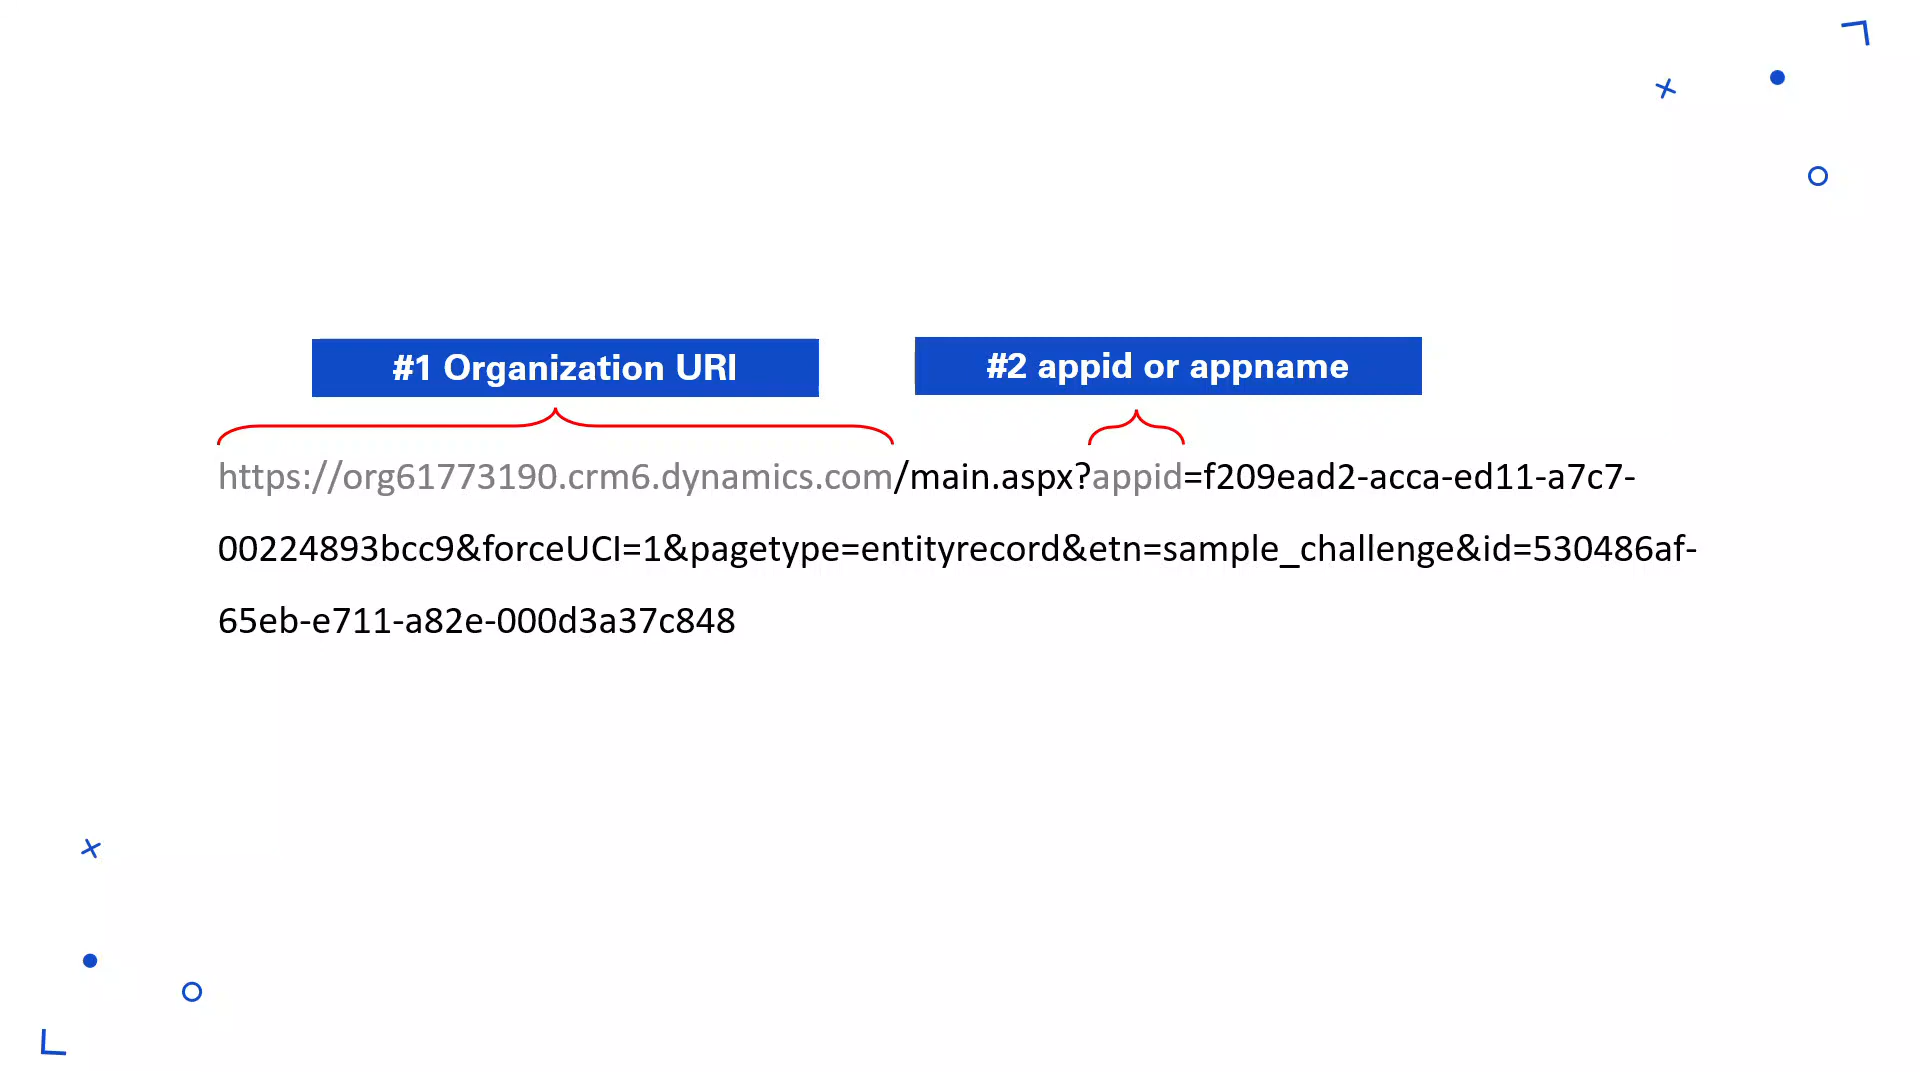 #1 Organization URI
#2 appid or appname
https://org61773190.crm6.dynamics.com/main.aspx?appid=f209ead2-acca-ed11-a7c7-
00224893bcc9&forceUCI=1&pagetype=entityrecord&etn=sample_challenge&id=530486af-
65eb-e711-a82e-000d3a37c848